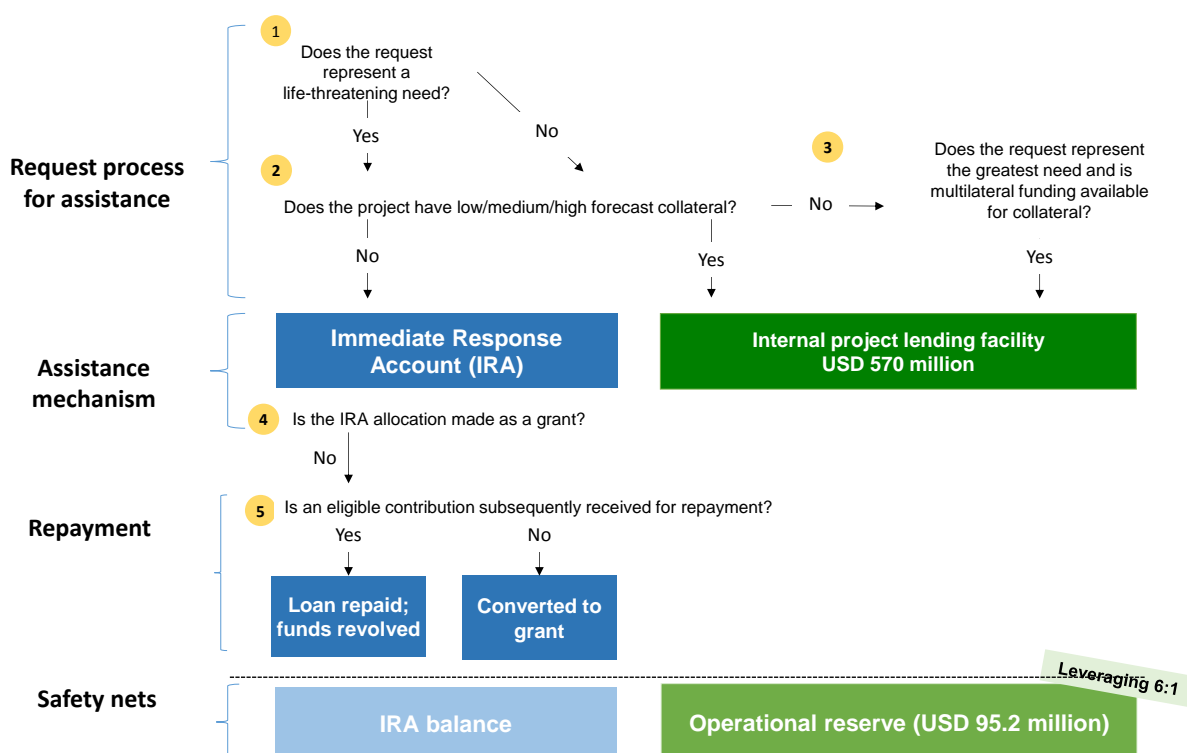 1
Does the request
represent a
life-threatening need?
Yes
No
Request process
for assistance
2
Does the project have low/medium/high forecast collateral?
No
3
Does the request represent
the greatest need and is
multilateral funding available
for collateral?
No
Yes
Yes
Assistance
mechanism
Immediate Response
Account (IRA)
Internal project lending facility
USD 570 million
4
Is the IRA allocation made as a grant?
No
Repayment
5
Is an eligible contribution subsequently received for repayment?
Yes
No
Loan repaid;
funds revolved
Converted to
grant
Leveraging 6:1
Safety nets
IRA balance
Operational reserve (USD 95.2 million)